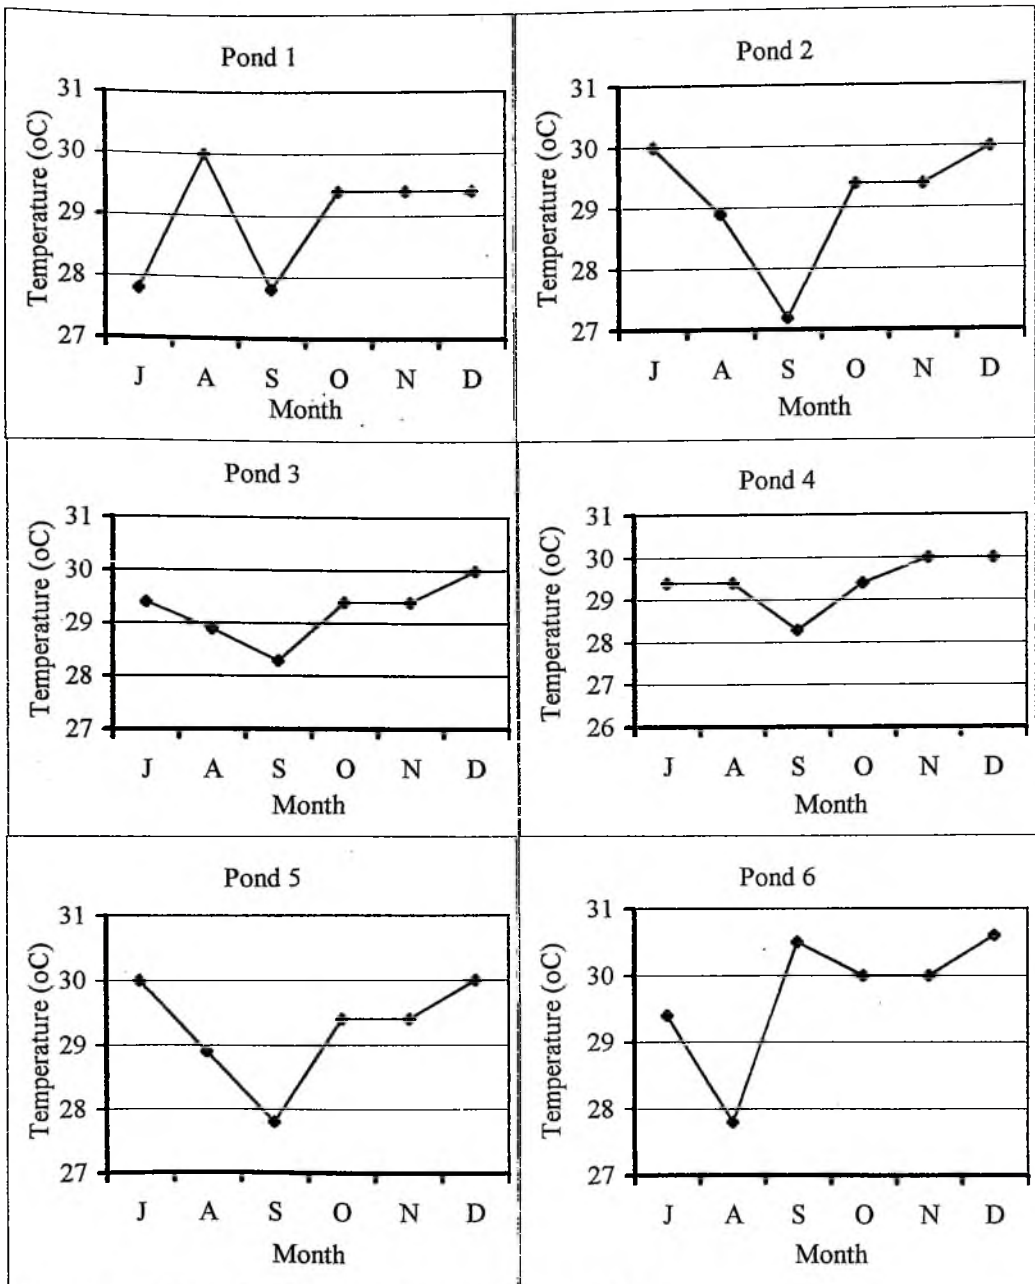 Pond 1
Temperature (oC)
31
30
29
28
27
J A S O N D
Month
Pond 2
Temperature (oC)
31
30
29
28
27
J A S O N D
Month
Pond 3
Temperature (oC)
31
30
29
28
27
J A S O N D
Month
Pond 4
Temperature (oC)
31
30
29
28
27
26
J A S O N D
Month
Pond 5
Temperature (oC)
31
30
29
28
27
J A S O N D
Month
Pond 6
Temperature (oC)
31
30
29
28
27
J A S O N D
Month